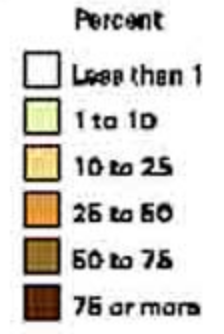 Percent
Less than 1
1 to 10
10 to 25
25 to 50
50 to 75
75 or more